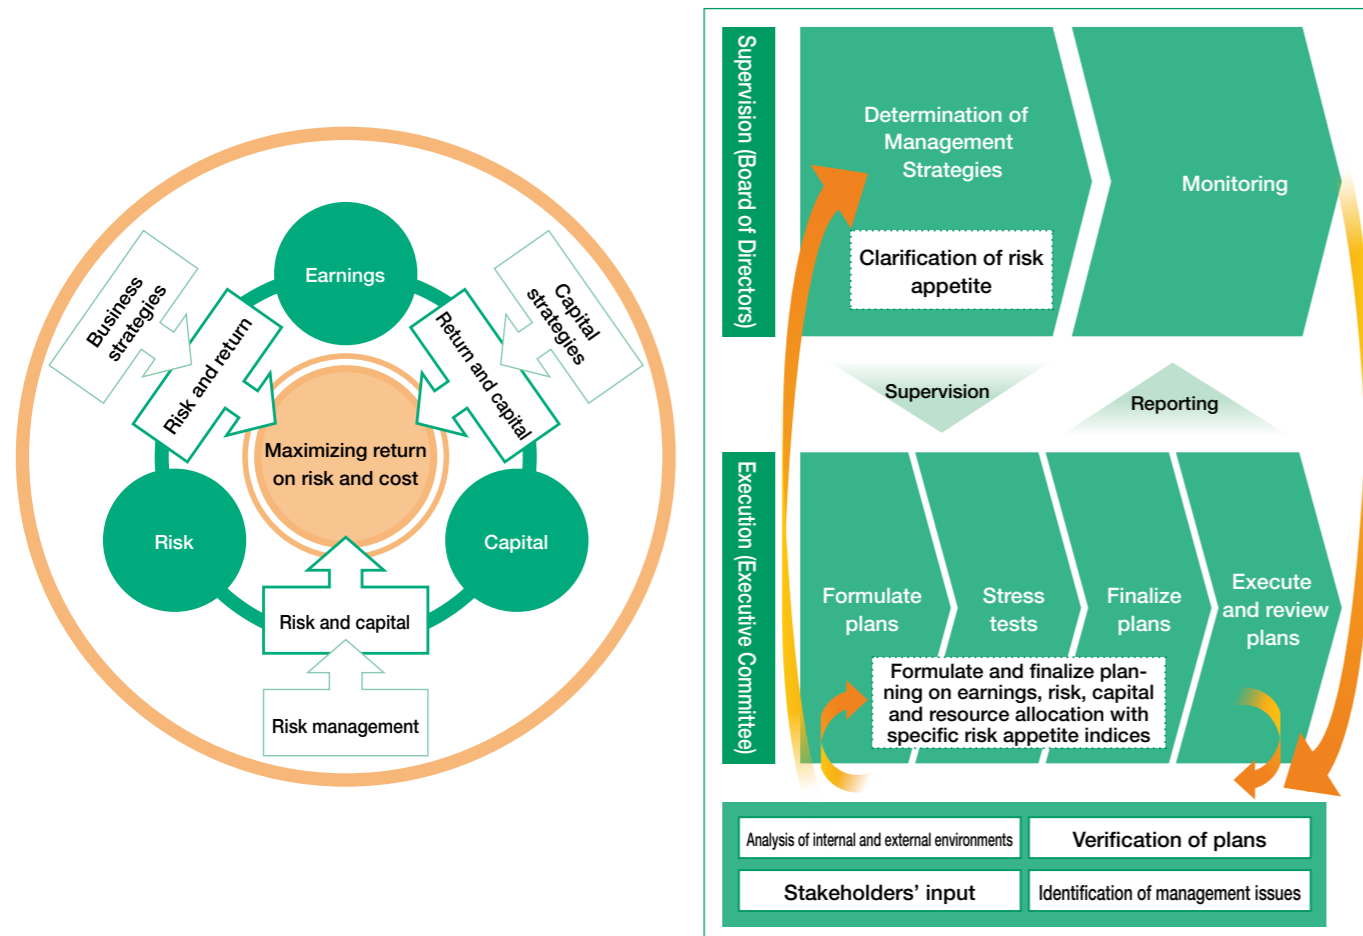 Earnings
Business
strategies
Risk and return
Capital
strategies
Return and capital
Maximizing return
on risk and cost
Risk
Capital
Risk and capital
Risk management
Supervision (Board of Directors)
Determination of
Management
Strategies
Clarification of risk
appetite
Monitoring
Supervision
Reporting
Execution (Executive Committee)
Formulate
plans
Stress
tests
Finalize
plans
Execute
and review
plans
Formulate and finalize plan-
ning on earnings, risk, capital
and resource allocation with
specific risk appetite indices
Analysis of internal and external environments
Verification of plans
Stakeholders’ input
Identification of management issues